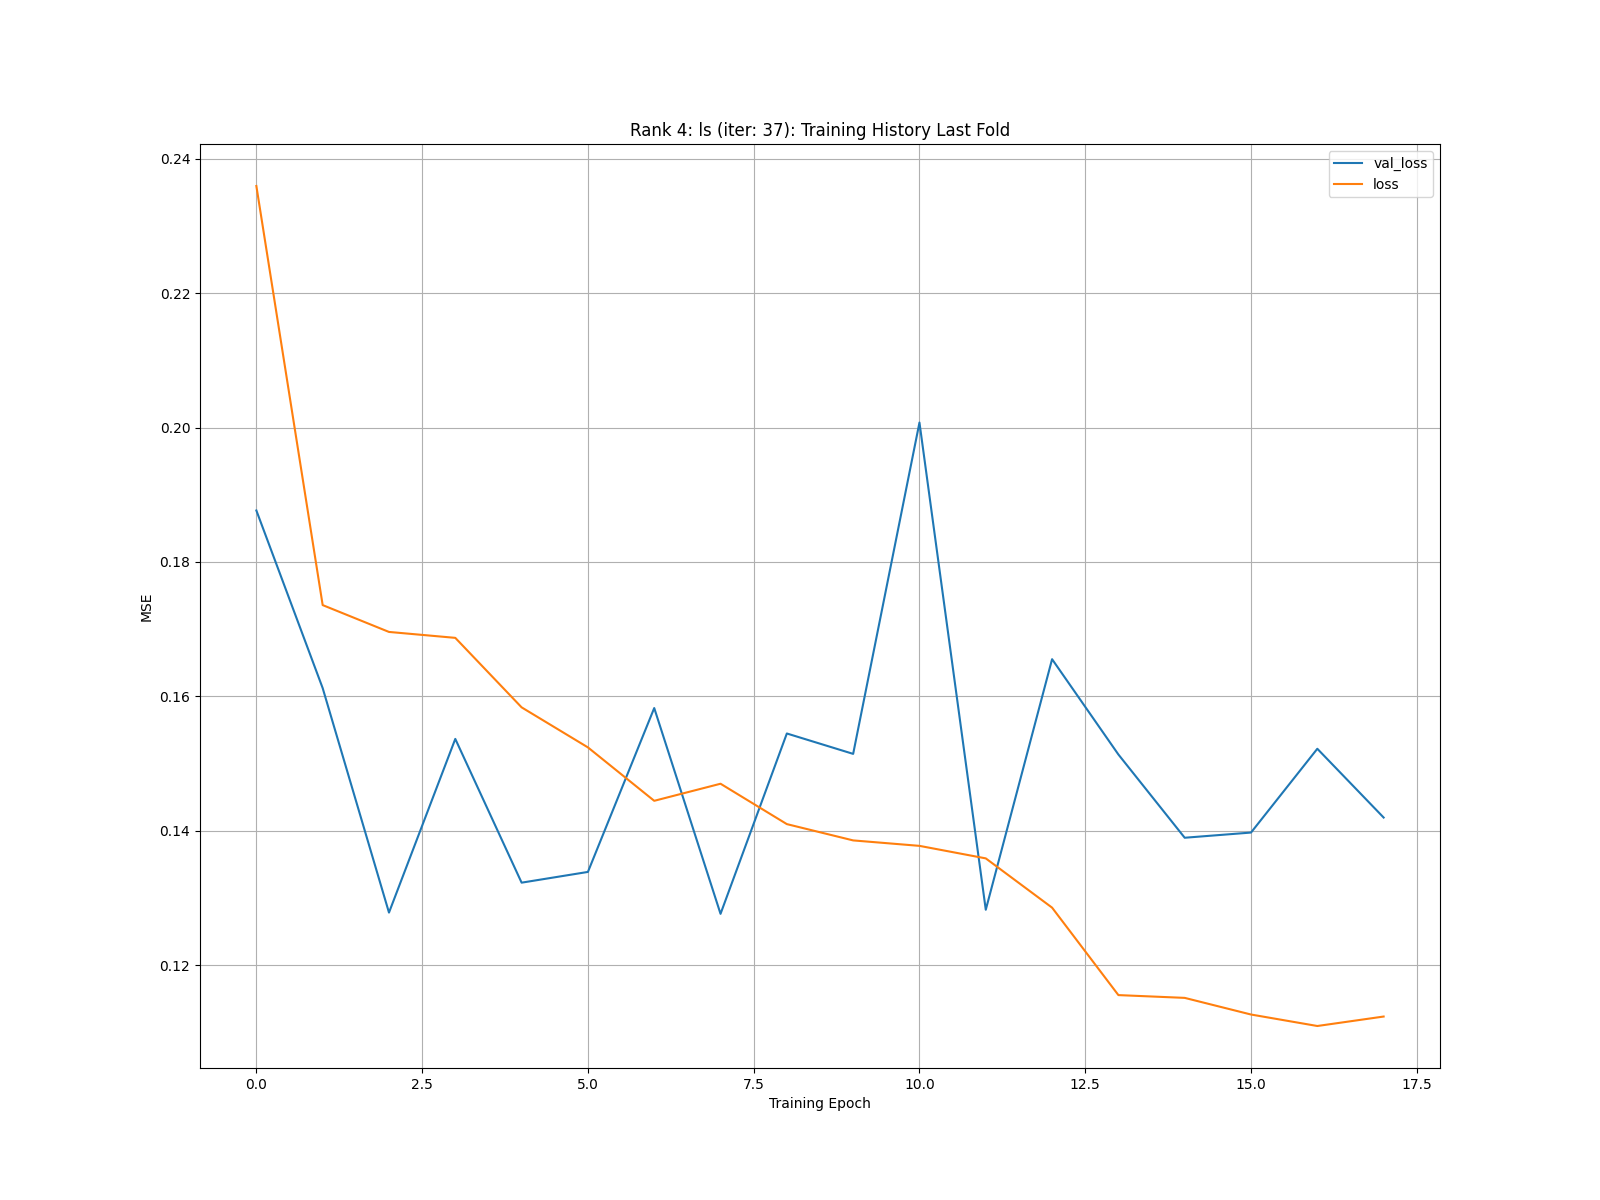 Rank 4: ls (iter: 37): Training History Last Fold
val_loss
loss
0.24
0.22
0.20
0.18
0.16
0.14
0.12
MSE
0.0 2.5 5.0 7.5 10.0 12.5 15.0 17.5
Training Epoch